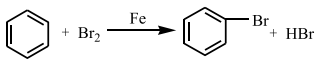 + Br₂ Fe Br + HBr